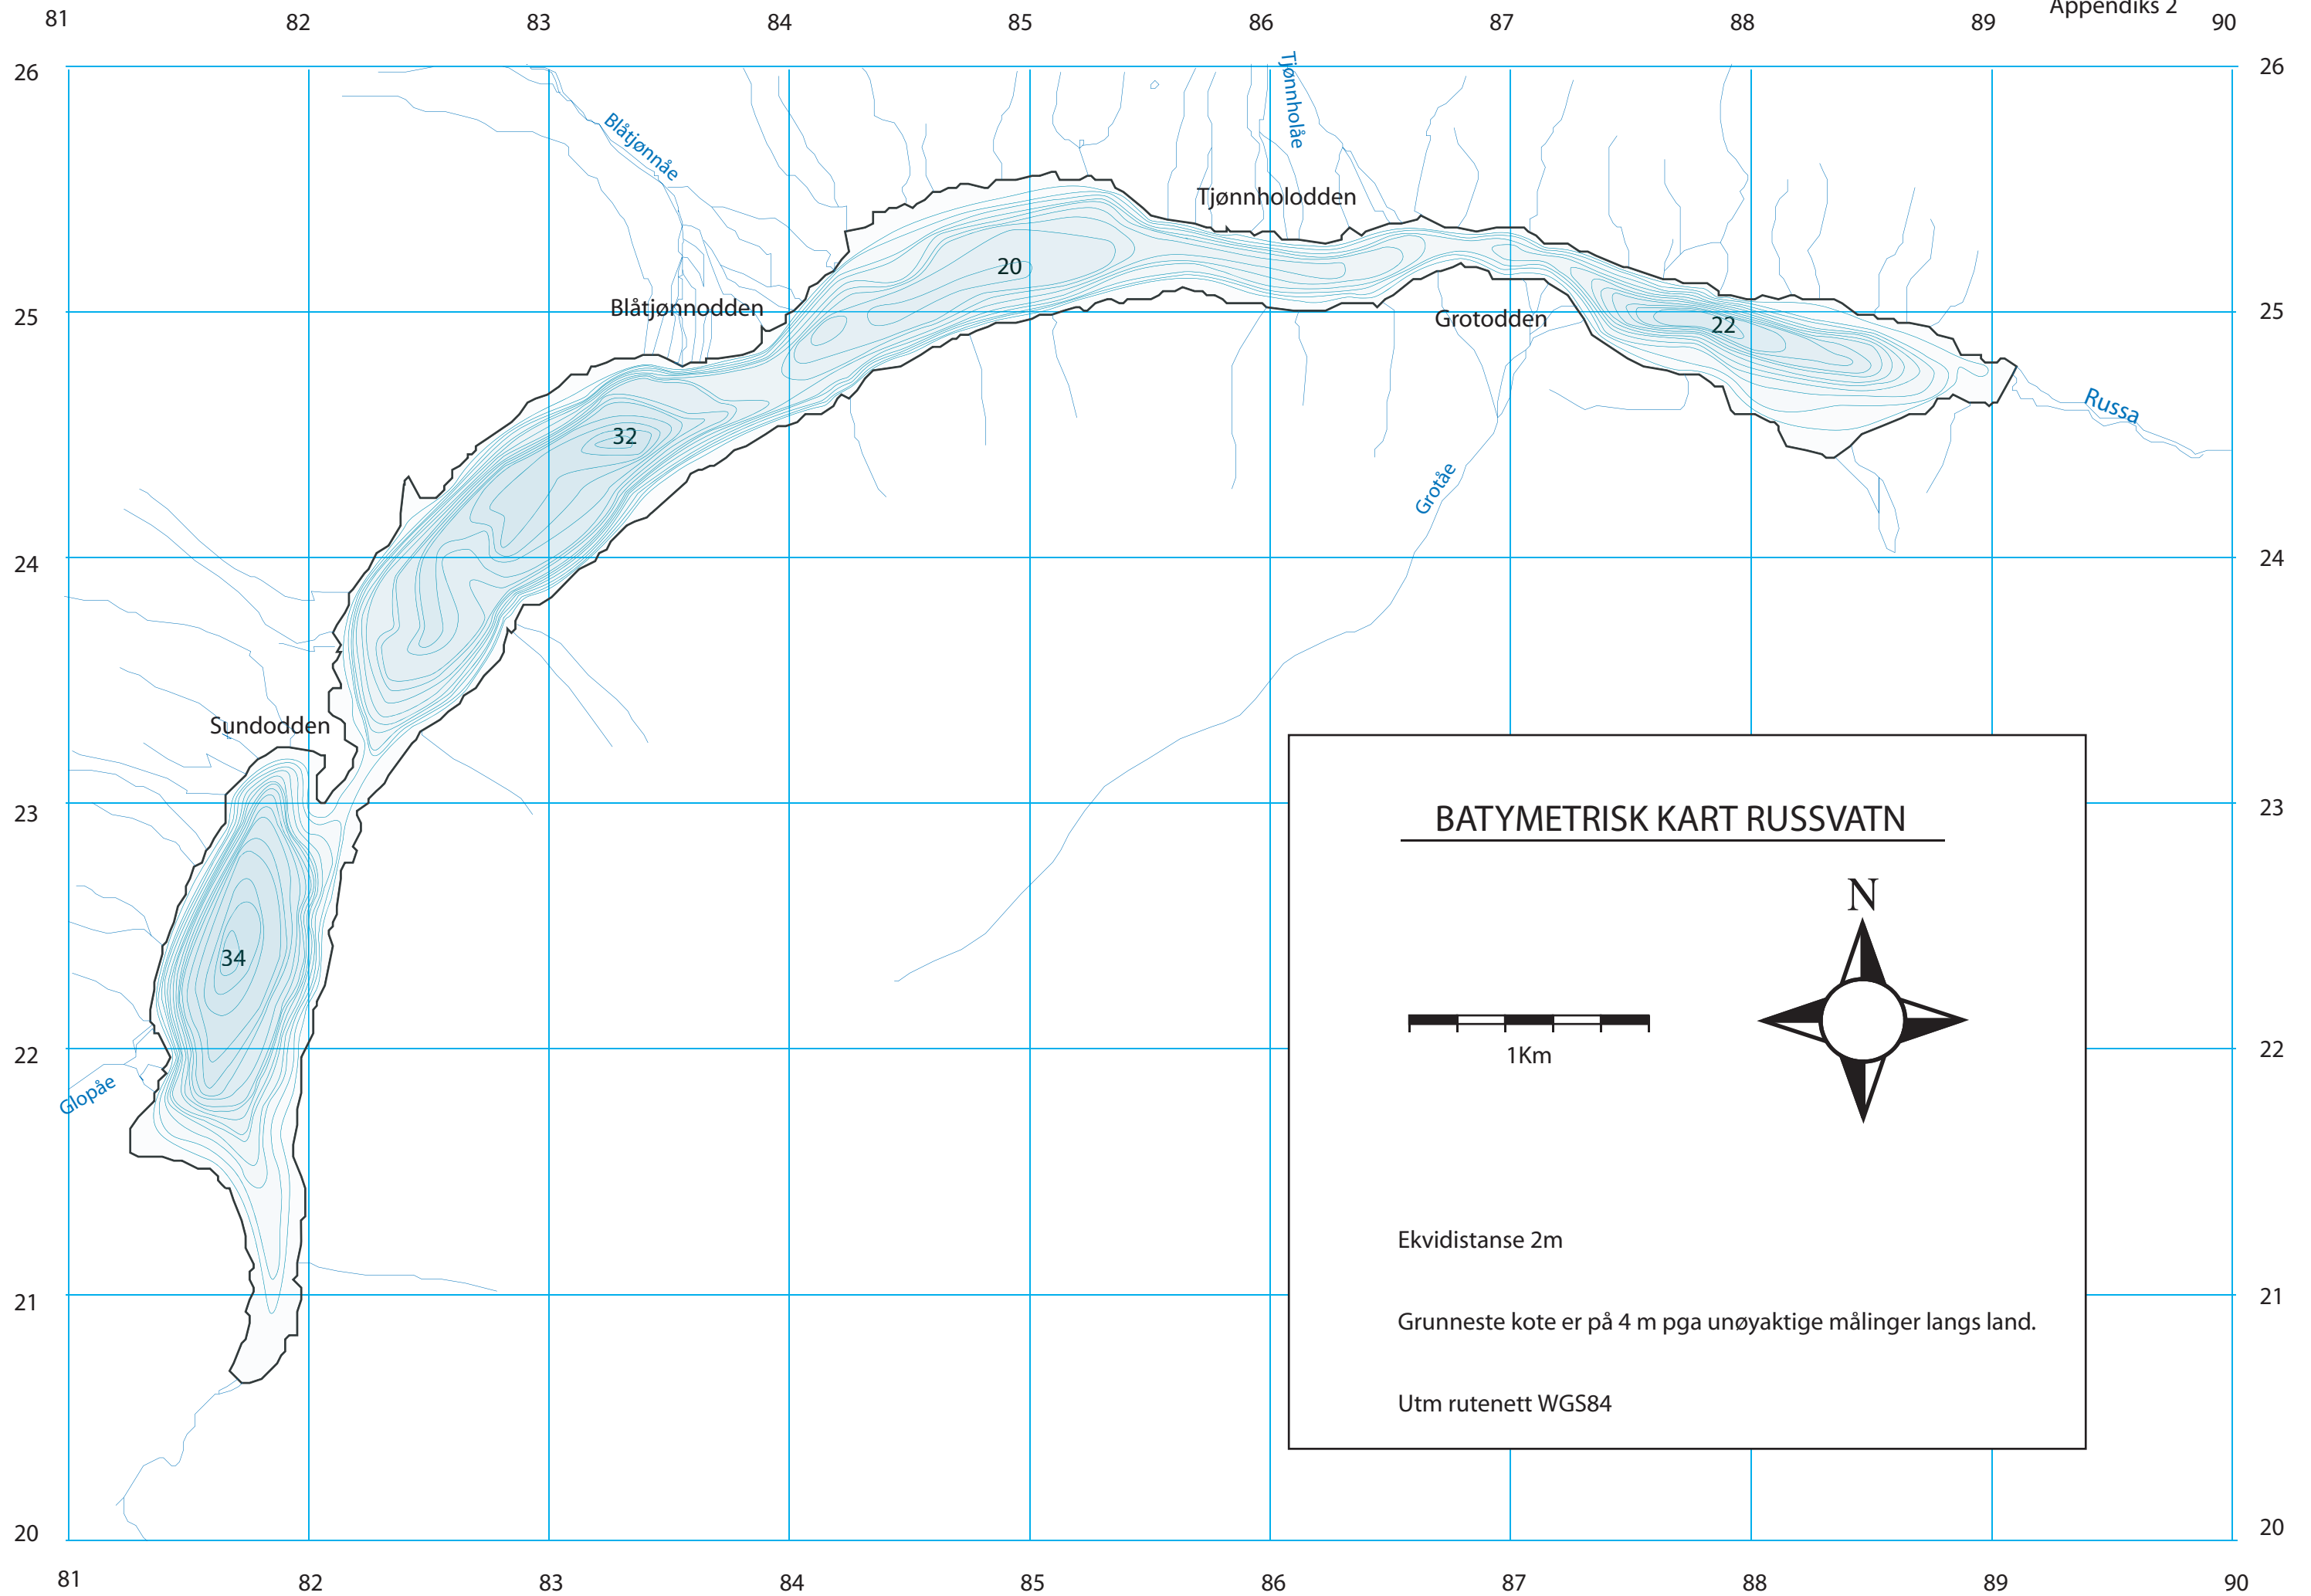 Appendiks 2
81 82 83 84 85 86 87 88 89 90
26 26
Tjønnholåe
Blåtjønnåe
Tjønnholodden
20
Blåtjønnodden
25 25
Grotodden
22
Russa
32
Grotåe
24 24
Sundodden
23 23
BATYMETRISK KART RUSSVATN
N
34
1Km
22 22
Glopåe
Ekvidistanse 2m
21 21
Grunneste kote er på 4 m pga unøyaktige målinger langs land.
Utm rutenett WGS84
20 20
81 82 83 84 85 86 87 88 89 90